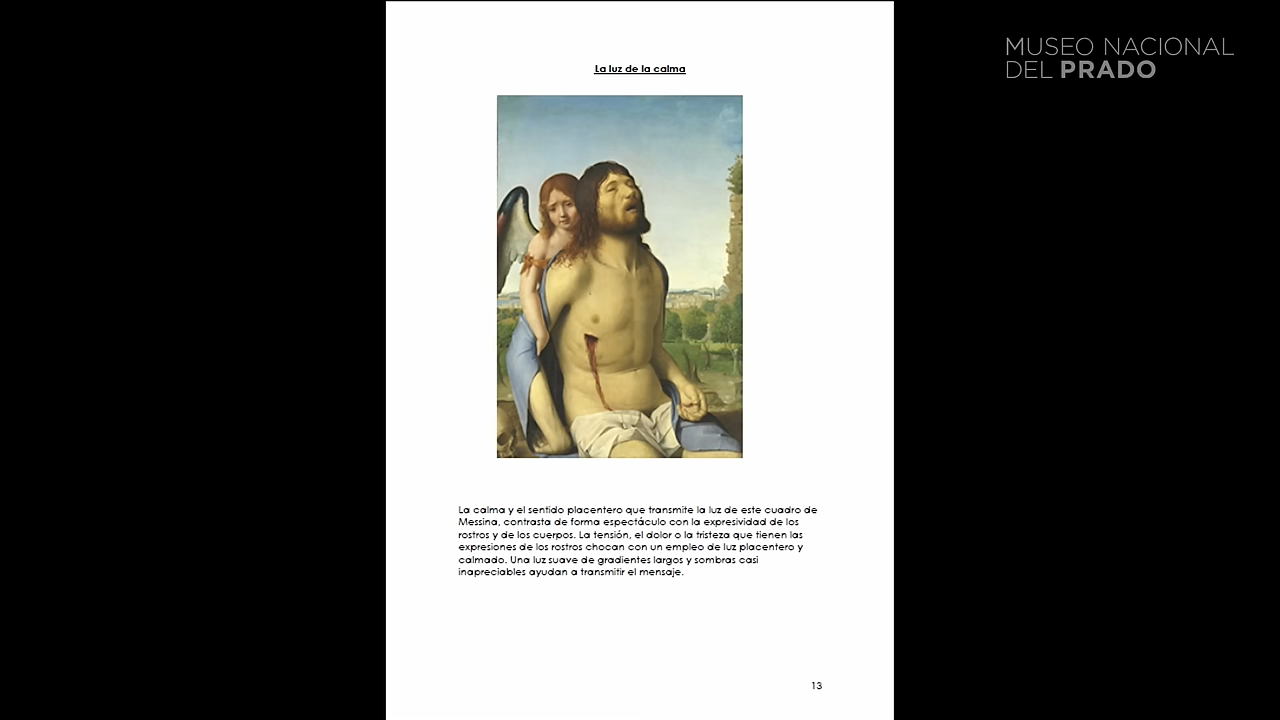 MUSEO NACIONAL
DEL PRADO
La luz de la calma
La calma y el sentido placentero que transmite la luz de este cuadro de
Messina, contrasta de forma espectáculo con la expresividad de los
rostros y de los cuerpos. La tensión, el dolor o la tristeza que tienen las
expresiones de los rostros chocan con un empleo de luz placentero y
calmado. Una luz suave de gradientes largos y sombras casi
inapreciables ayudan a transmitir el mensaje.
13